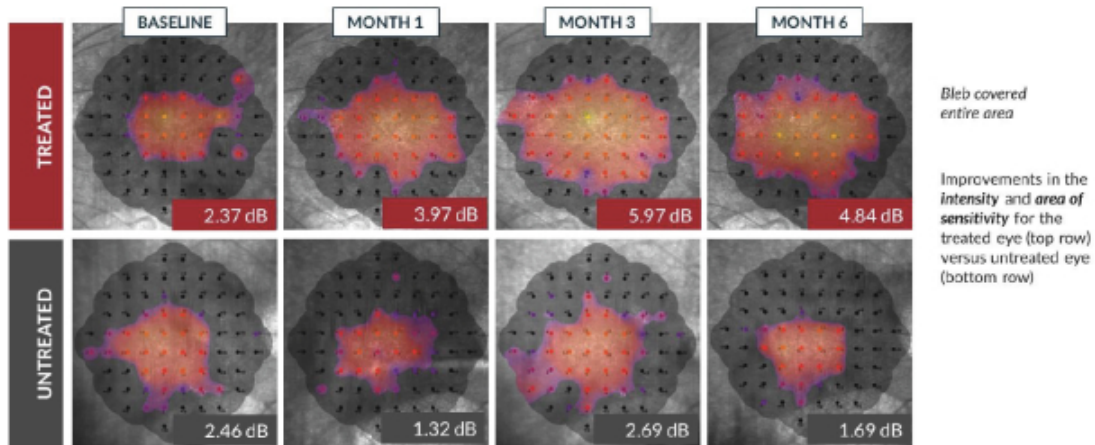 BASELINE
MONTH 1
MONTH 3
MONTH 6
TREATED
2.37 dB
3.97 dB
5.97 dB
4.84 dB
Bleb covered
entire area
Improvements in the
intensity and area of
sensitivity for the
treated eye (top row)
versus untreated eye
(bottom row)
UNTREATED
2.46 dB
1.32 dB
2.69 dB
1.69 dB